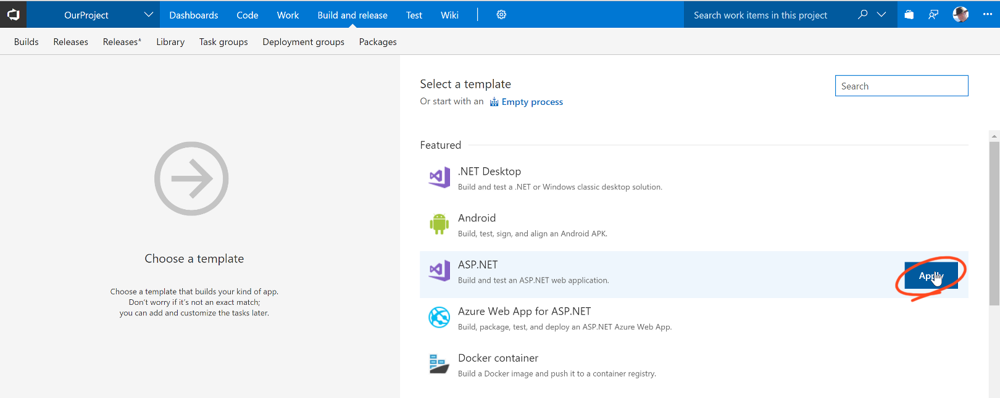 OurProject Dashboards Code Work Build and release Test Wiki Search work items in this project
Builds Releases Releases* Library Task groups Deployment groups Packages
Select a template
Search
Or start with an Empty process
Featured
.NET Desktop
Build and test a .NET or Windows classic desktop solution.
Android
Build, test, sign, and align an Android APK.
ASP.NET
Build and test an ASP.NET web application.
Apply
Azure Web App for ASP.NET
Build, package, test, and deploy an ASP.NET Azure Web App.
Docker container
Build a Docker image and push it to a container registry.
Choose a template
Choose a template that builds your kind of app.
Don't worry if it's not an exact match;
you can add and customize the tasks later.